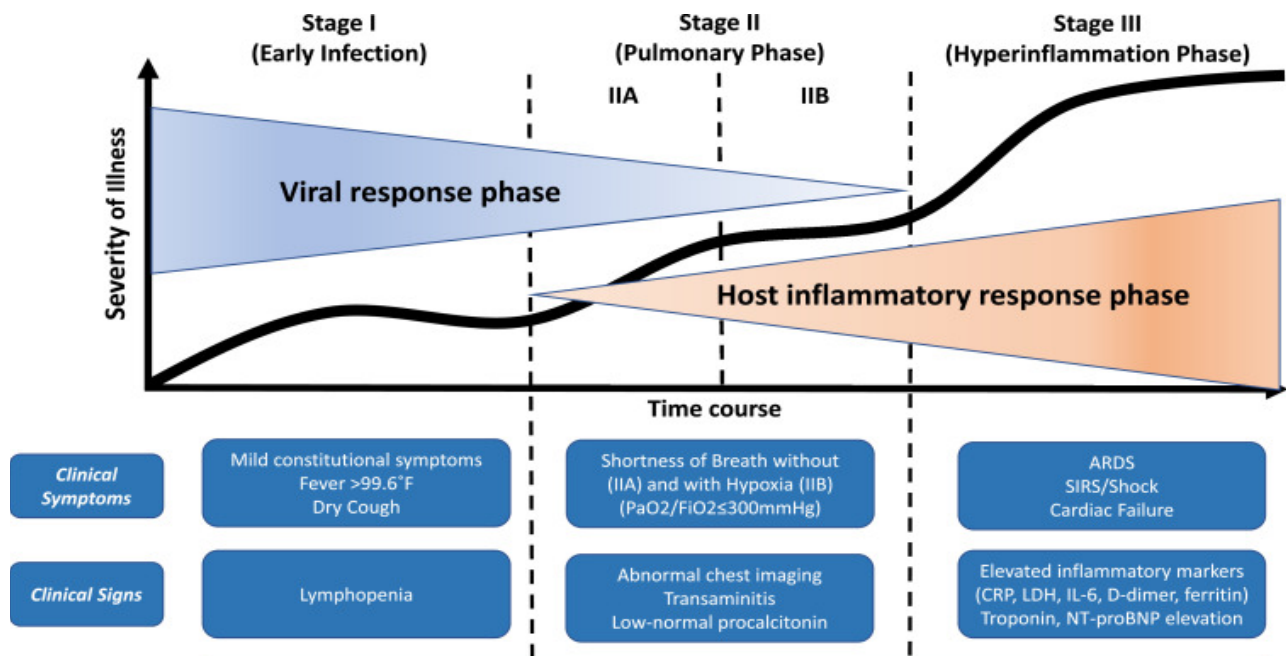 Stage I
(Early Infection)
Stage II
(Pulmonary Phase)
Stage III
(Hyperinflammation Phase)
IIA
IIB
Severity of Illness
Viral response phase
Host inflammatory response phase
Time course
Clinical
Symptoms
Mild constitutional symptoms
Fever >99.6°F
Dry Cough
Shortness of Breath without
(IIA) and with Hypoxia (IIB)
(PaO2/FiO2≤300mmHg)
ARDS
SIRS/Shock
Cardiac Failure
Clinical Signs
Lymphopenia
Abnormal chest imaging
Transaminitis
Low-normal procalcitonin
Elevated inflammatory markers
(CRP, LDH, IL-6, D-dimer, ferritin)
Troponin, NT-proBNP elevation